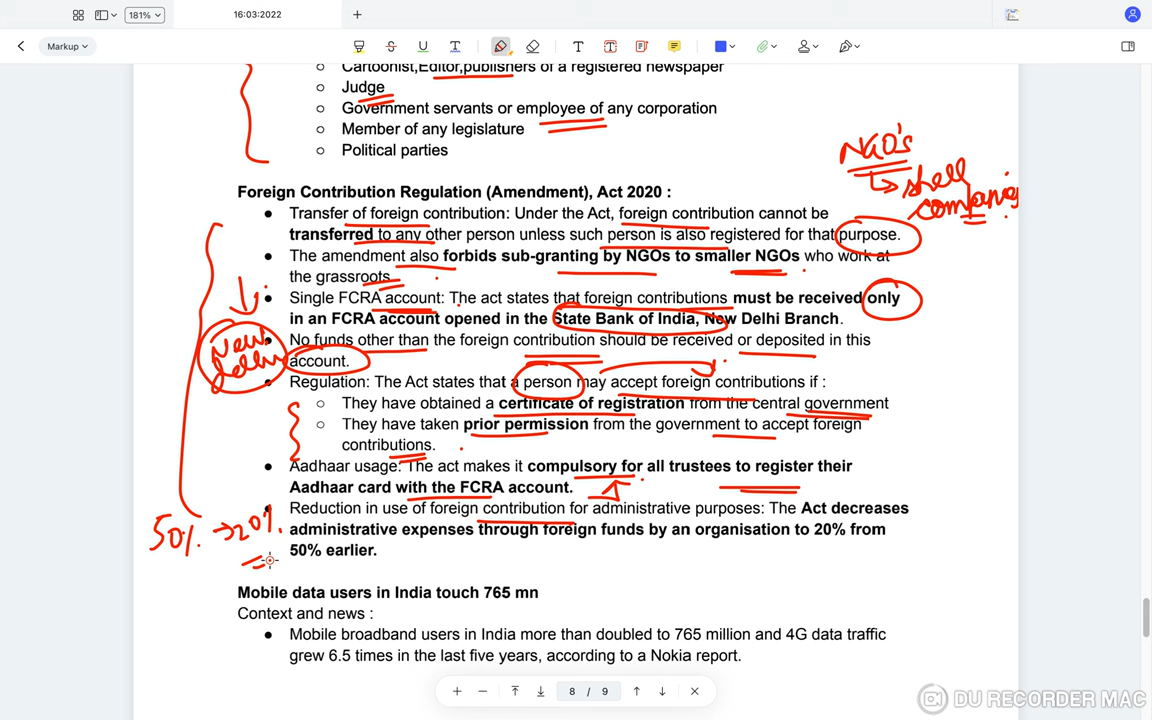 181%
16:03:2022
Markup
Cartoonist,Editor,publishers of a registered newspaper
Judge
Government servants or employee of any corporation
Member of any legislature
Political parties
NGO's
shell
companies
Foreign Contribution Regulation (Amendment), Act 2020 :
Transfer of foreign contribution: Under the Act, foreign contribution cannot be
transferred to any other person unless such person is also registered for that purpose.
The amendment also forbids sub-granting by NGOs to smaller NGOs who work at
the grassroots.
Single FCRA account: The act states that foreign contributions must be received only
in an FCRA account opened in the State Bank of India, New Delhi Branch.
No funds other than the foreign contribution should be received or deposited in this
account.
New
Delhi
Regulation: The Act states that a person may accept foreign contributions if :
They have obtained a certificate of registration from the central government
They have taken prior permission from the government to accept foreign
contributions.
Aadhaar usage: The act makes it compulsory for all trustees to register their
Aadhaar card with the FCRA account.
Reduction in use of foreign contribution for administrative purposes: The Act decreases
administrative expenses through foreign funds by an organisation to 20% from
50% earlier.
50% → 20%.
Mobile data users in India touch 765 mn
Context and news :
Mobile broadband users in India more than doubled to 765 million and 4G data traffic
grew 6.5 times in the last five years, according to a Nokia report.
8 / 9
DU RECORDER MAC